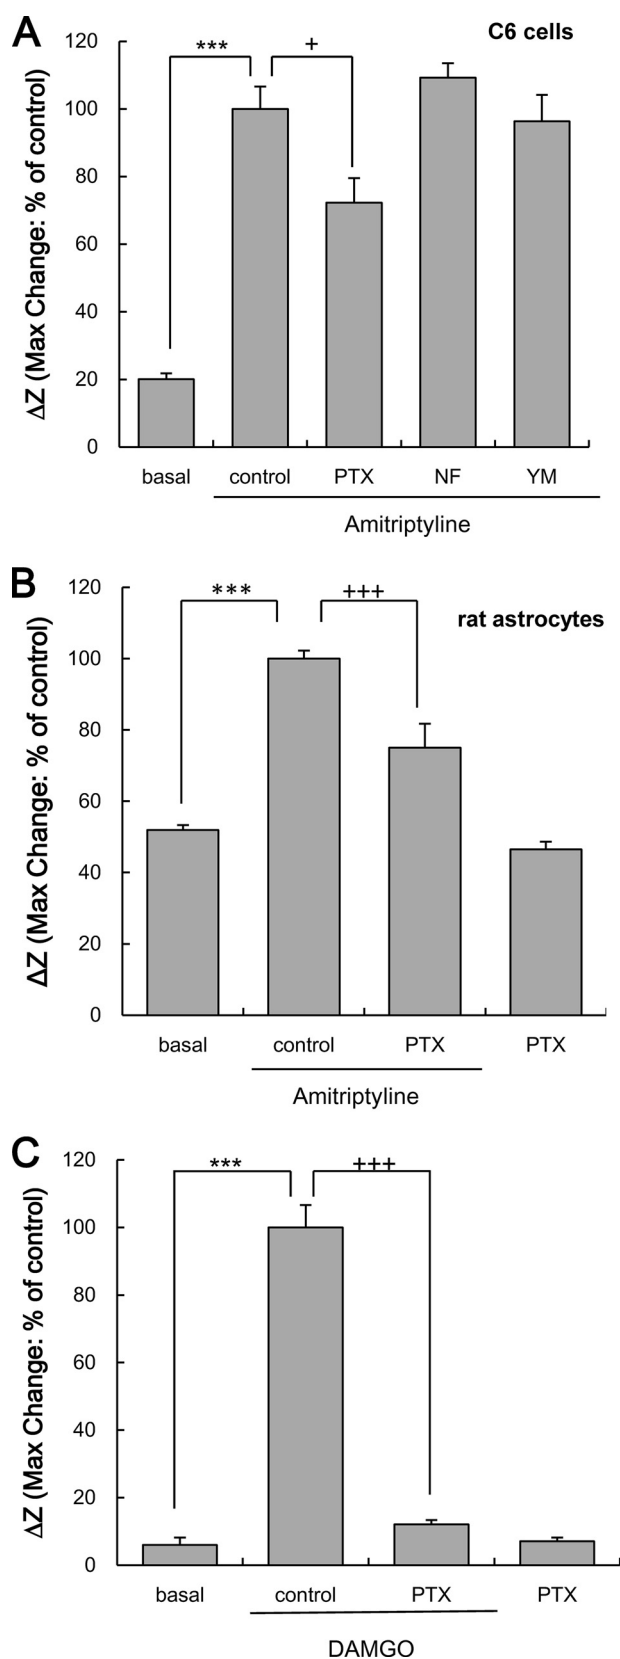 A
C6 cells
ΔZ (Max Change: % of control)
120
100
80
60
40
20
0
***
+
basal control PTX NF YM
Amitriptyline
B
rat astrocytes
ΔZ (Max Change: % of control)
120
100
80
60
40
20
0
***
+++
basal control PTX PTX
Amitriptyline
C
ΔZ (Max Change: % of control)
120
100
80
60
40
20
0
***
+++
basal control PTX PTX
DAMGO